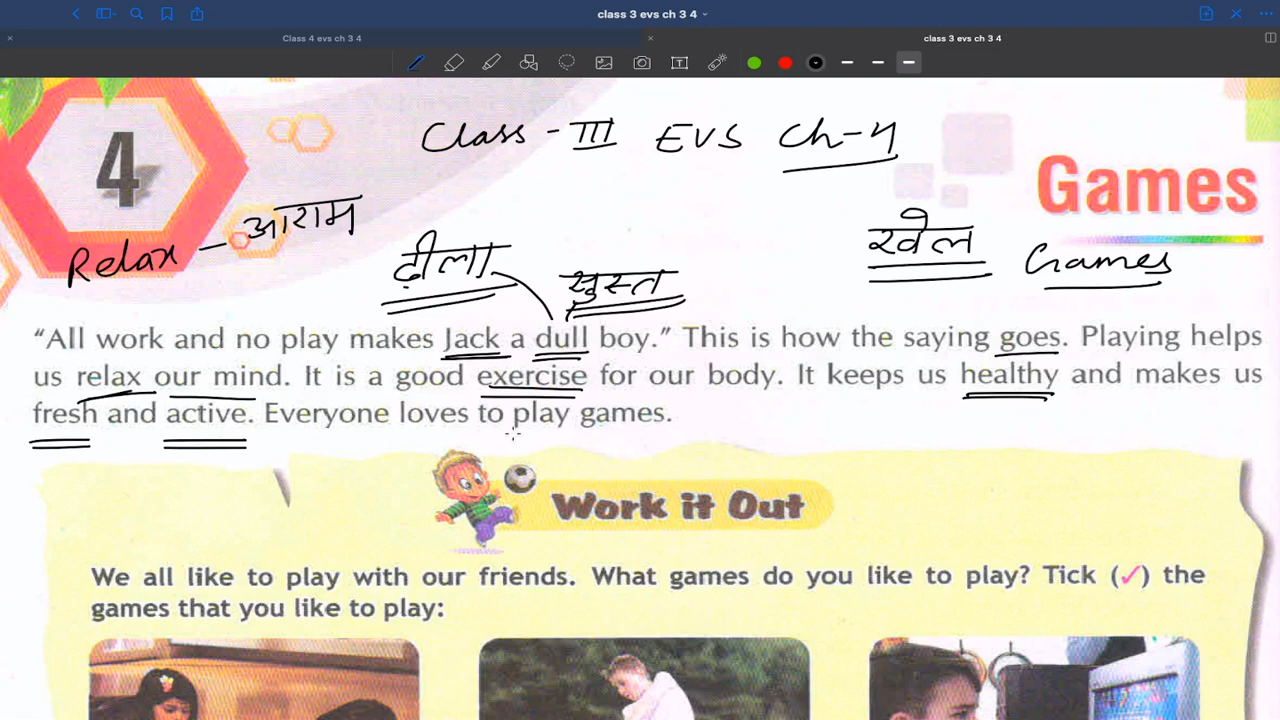 class 3 evs ch 3 4
Class 4 evs ch 3 4
class 3 evs ch 3 4
4
Class - III EVS Ch-4
Games
Relax - आराम
ढीला
सुस्त
खेल Games
“All work and no play makes Jack a dull boy.” This is how the saying goes. Playing helps
us relax our mind. It is a good exercise for our body. It keeps us healthy and makes us
fresh and active. Everyone loves to play games.
Work it Out
We all like to play with our friends. What games do you like to play? Tick (✓) the
games that you like to play: